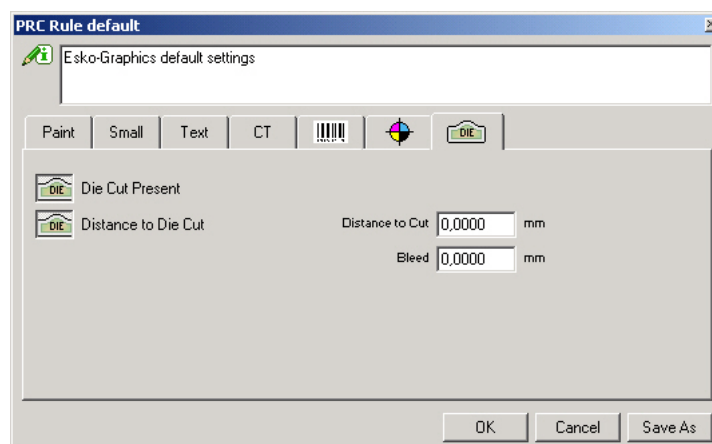 PRC Rule default
Esko-Graphics default settings
Paint Small Text CT DIE
DIE Die Cut Present
DIE Distance to Die Cut Distance to Cut 0,0000 mm
Bleed 0,0000 mm
OK Cancel Save As